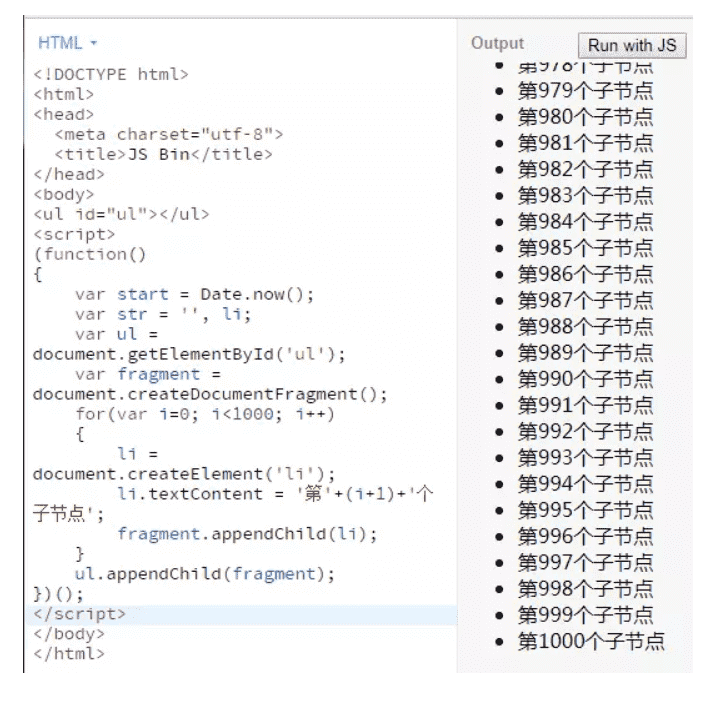 HTML
<!DOCTYPE html>
<html>
<head>
  <meta charset="utf-8">
  <title>JS Bin</title>
</head>
<body>
<ul id="ul"></ul>
<script>
(function()
{
    var start = Date.now();
    var str = '', li;
    var ul =
document.getElementById('ul');
    var fragment =
document.createDocumentFragment();
    for(var i=0; i<1000; i++)
    {
        li =
document.createElement('li');
        li.textContent = '第'+(i+1)+'个
子节点';
        fragment.appendChild(li);
    }
    ul.appendChild(fragment);
})();
</script>
</body>
</html>
Output
Run with JS
第978个子节点
第979个子节点
第980个子节点
第981个子节点
第982个子节点
第983个子节点
第984个子节点
第985个子节点
第986个子节点
第987个子节点
第988个子节点
第989个子节点
第990个子节点
第991个子节点
第992个子节点
第993个子节点
第994个子节点
第995个子节点
第996个子节点
第997个子节点
第998个子节点
第999个子节点
第1000个子节点